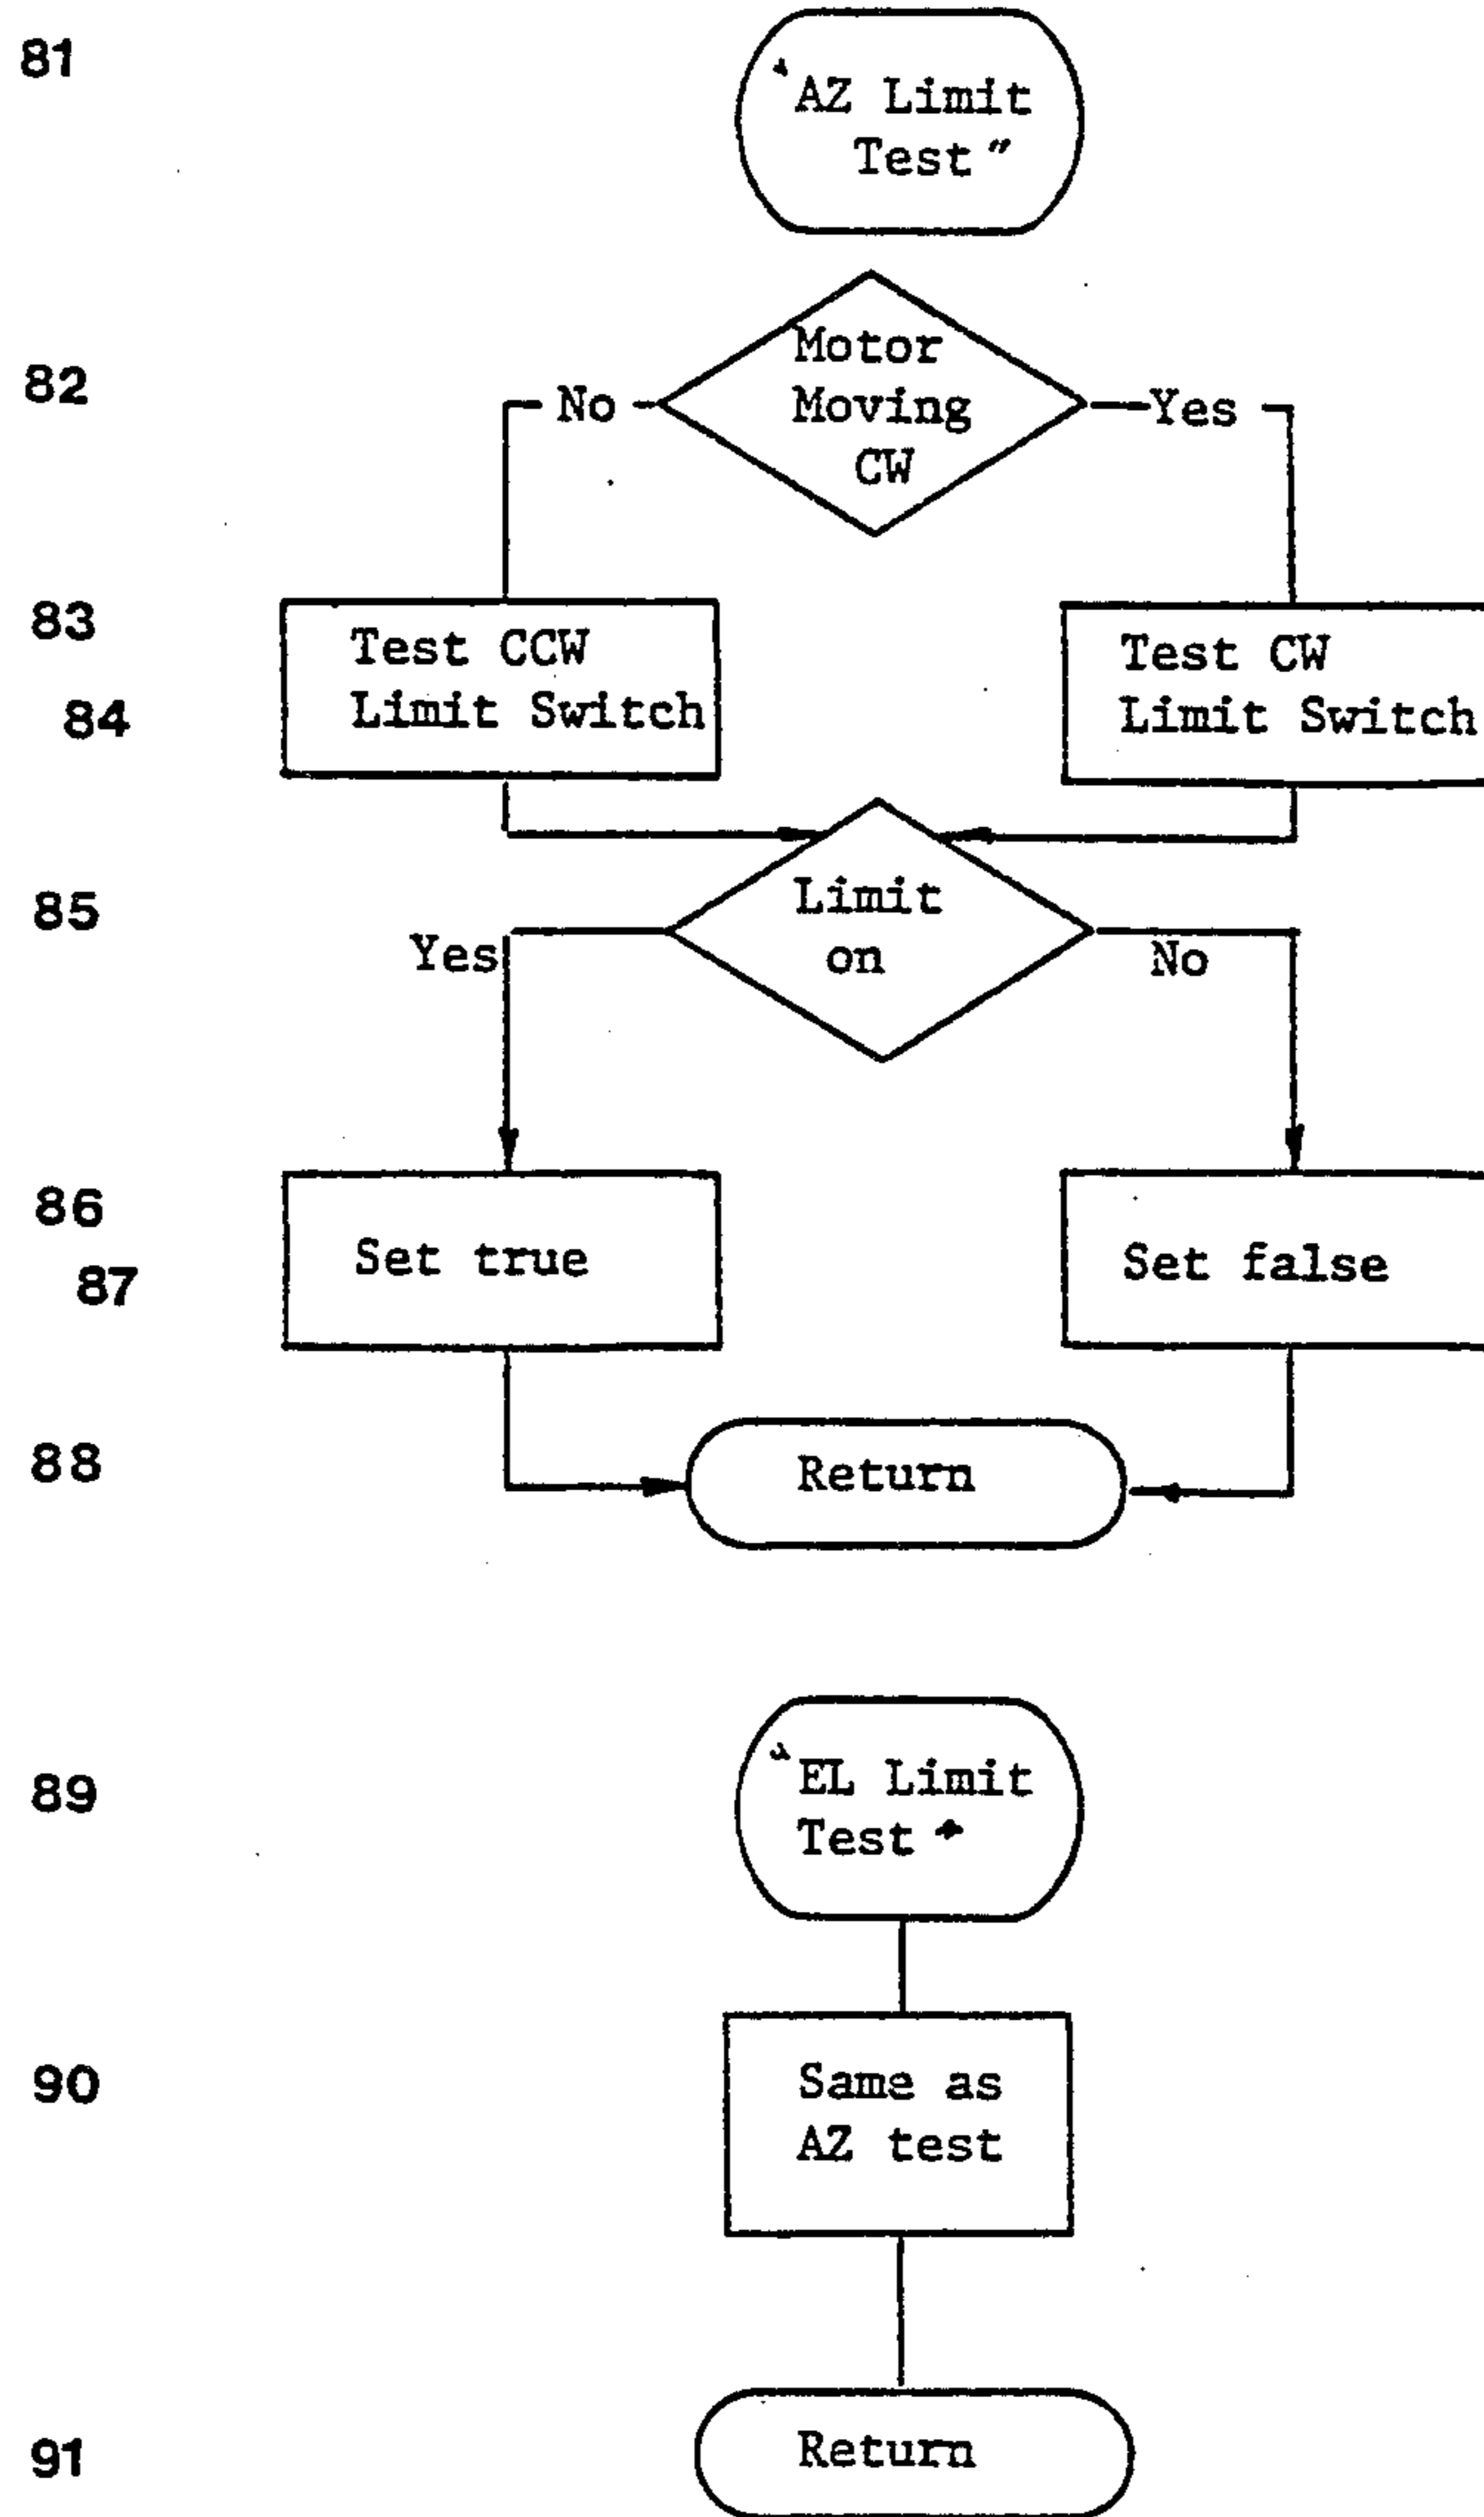 81
"AZ Limit
Test"
82
Motor
Moving
CW
No
Yes
83
84
Test CCW
Limit Switch
Test CW
Limit Switch
85
Limit
on
Yes
No
86
87
Set true
Set false
88
Return
89
"EL Limit
Test"
90
Same as
AZ test
91
Return